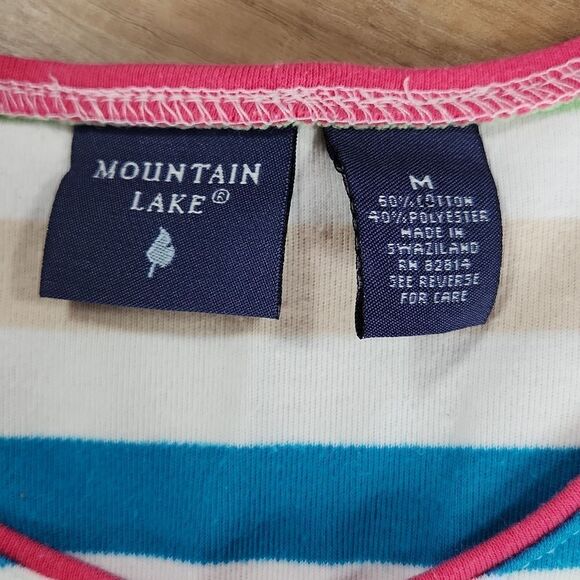 MOUNTAIN
LAKE®
M
60% COTTON
40% POLYESTER
MADE IN
SWAZILAND
RN 82814
SEE REVERSE
FOR CARE